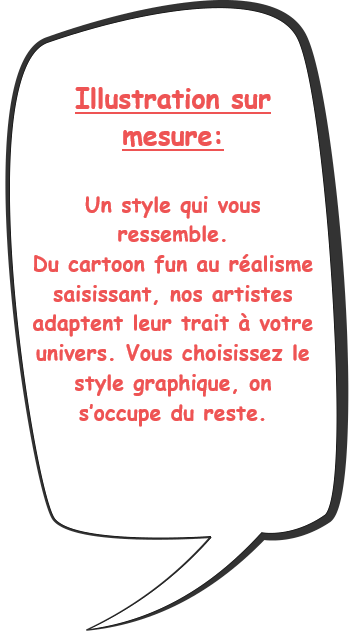 Illustration sur
mesure:
Un style qui vous
ressemble.
Du cartoon fun au réalisme
saisissant, nos artistes
adaptent leur trait à votre
univers. Vous choisissez le
style graphique, on
s’occupe du reste.